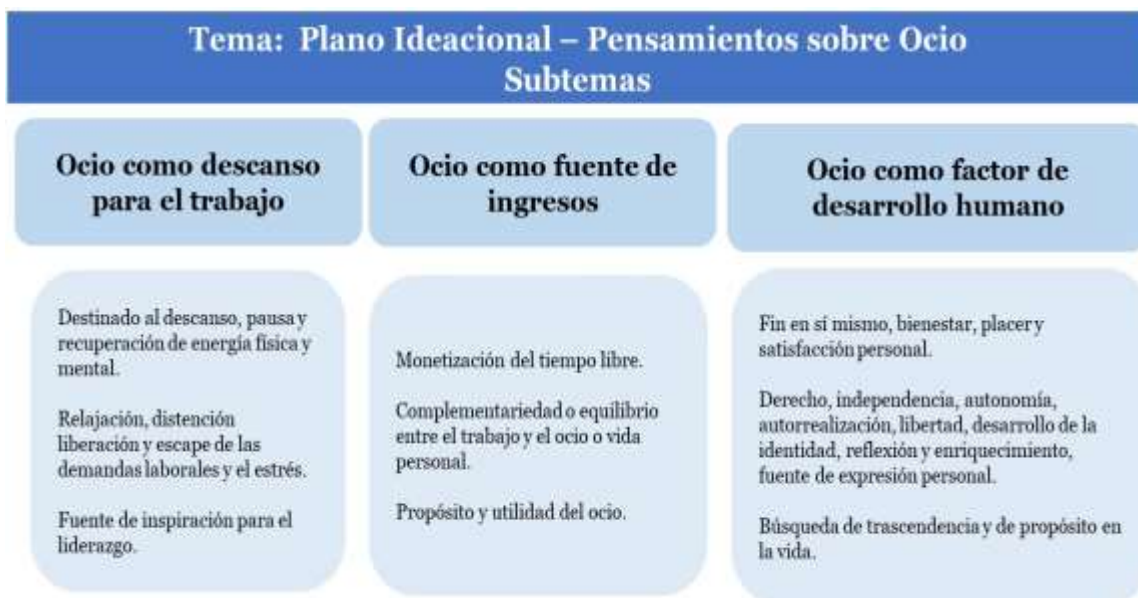 Tema: Plano Ideacional – Pensamientos sobre Ocio
Subtemas
Ocio como descanso
para el trabajo
Destinado al descanso, pausa y
recuperación de energía física y
mental.
Relajación, distención
liberación y escape de las
demandas laborales y el estrés.
Fuente de inspiración para el
liderazgo.
Ocio como fuente de
ingresos
Monetización del tiempo libre.
Complementariedad o equilibrio
entre el trabajo y el ocio o vida
personal.
Propósito y utilidad del ocio.
Ocio como factor de
desarrollo humano
Fin en sí mismo, bienestar, placer y
satisfacción personal.
Derecho, independencia, autonomía,
autorrealización, libertad, desarrollo de la
identidad, reflexión y enriquecimiento,
fuente de expresión personal.
Búsqueda de trascendencia y de propósito en
la vida.